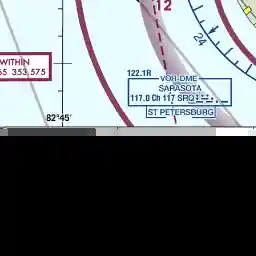 12
24
WITHIN
65 353 575
122.1R
VOR-DME
SARASOTA
117.0 Ch 117 SRQ
ST PETERSBURG
82°45'